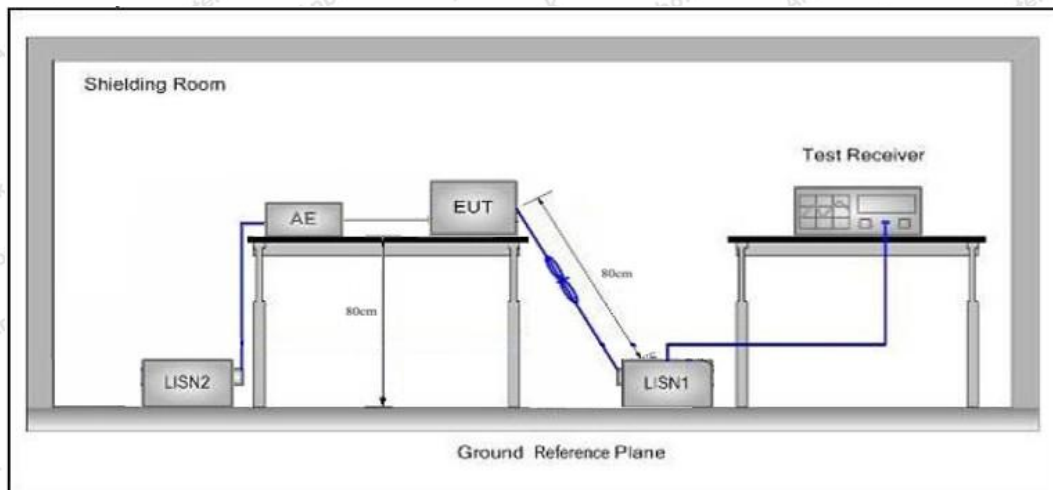 Shielding Room
Test Receiver
AE
EUT
80cm
80cm
LISN2
LISN1
Ground Reference Plane